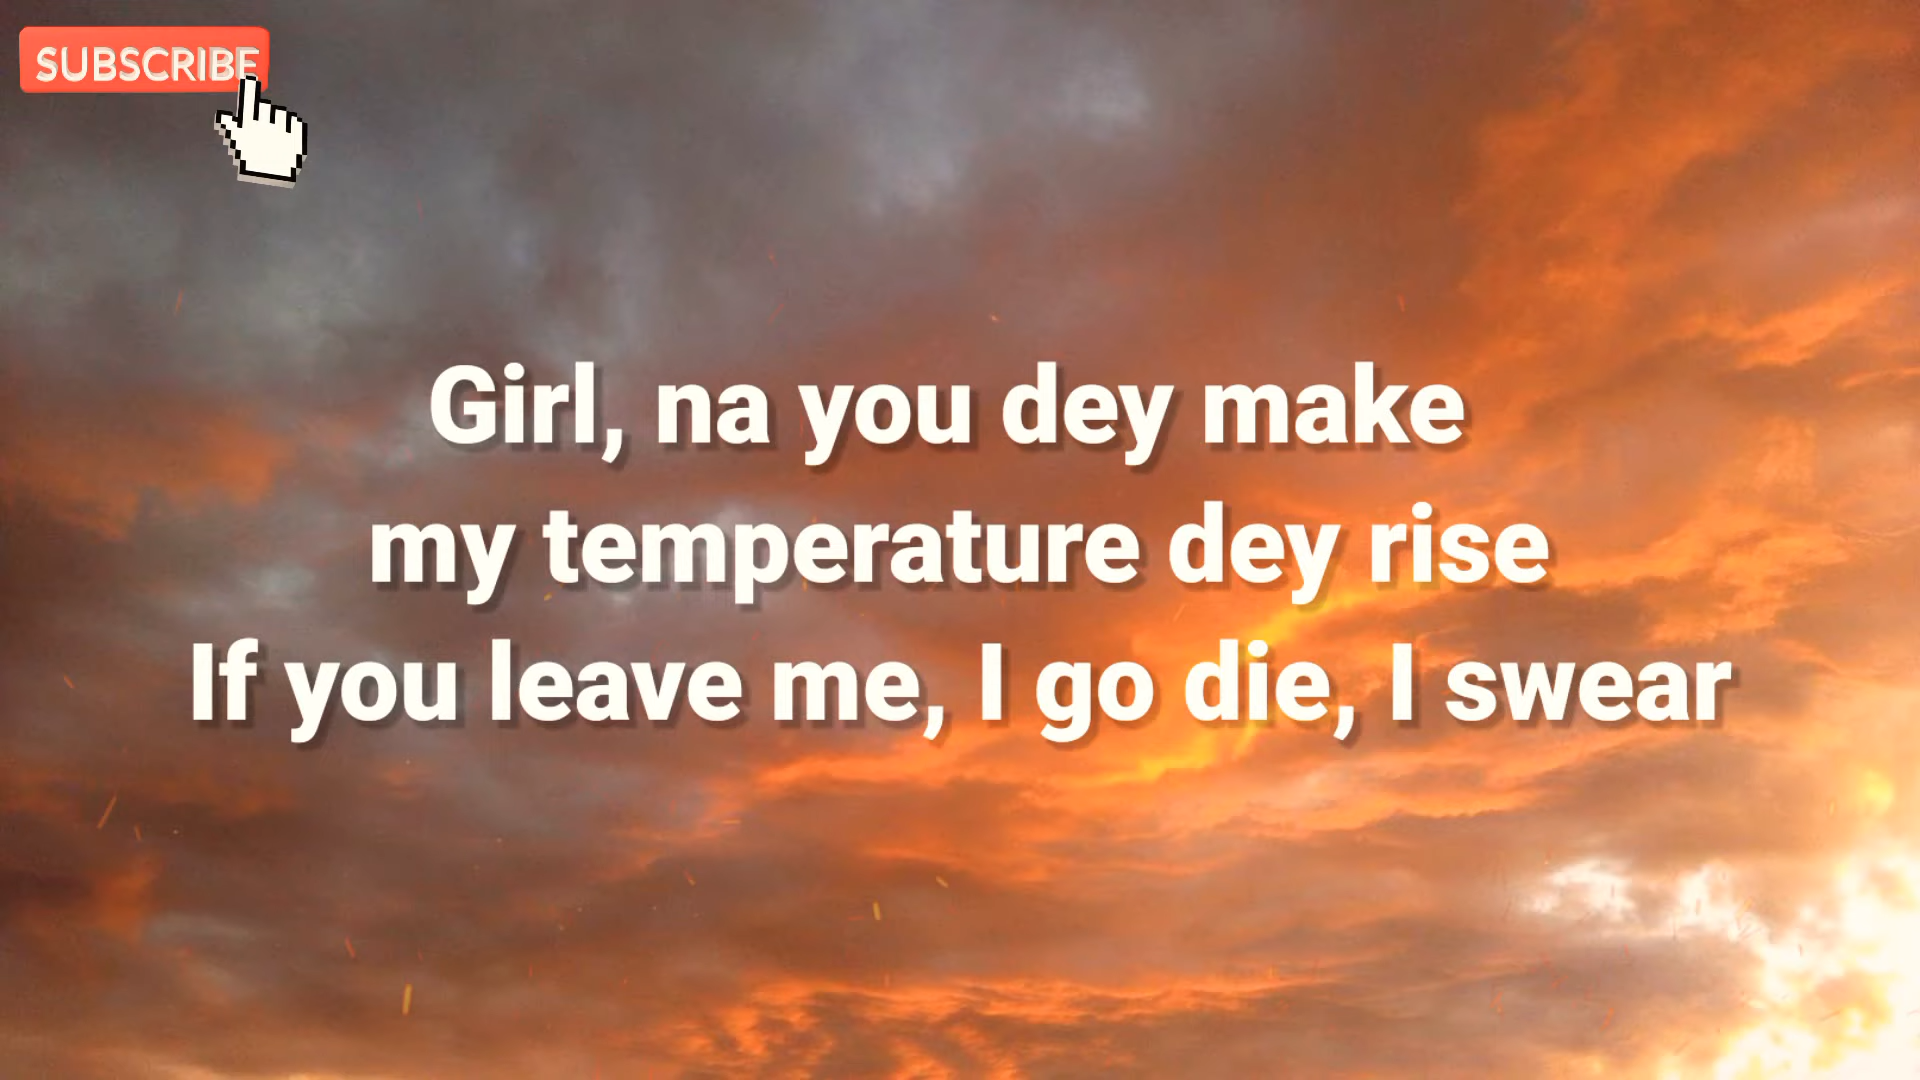 SUBSCRIBE
Girl, na you dey make
my temperature dey rise
If you leave me, I go die, I swear